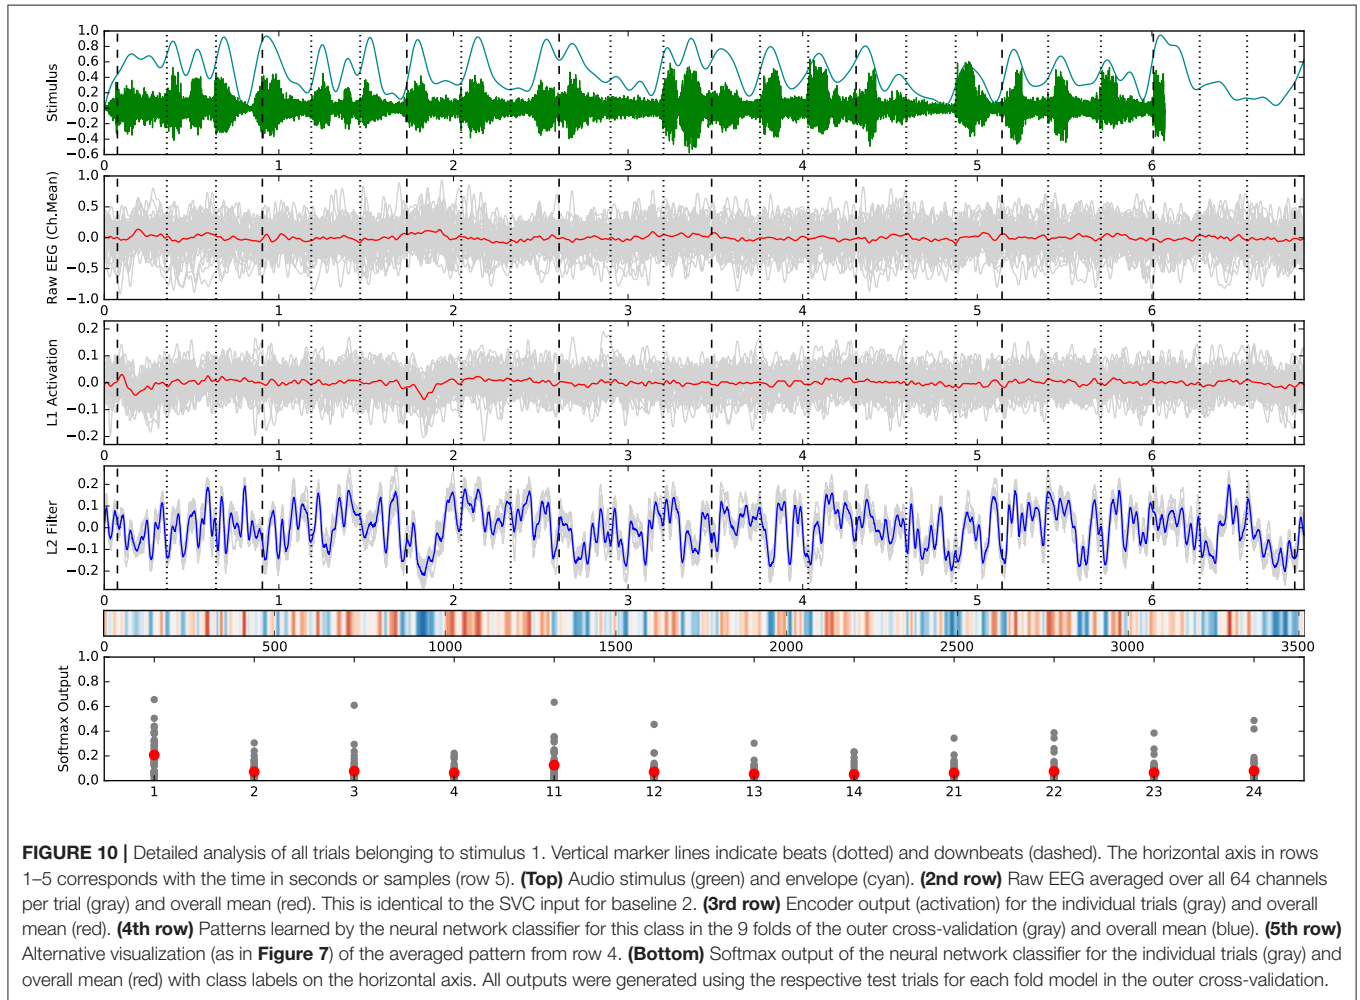 Stimulus
1.0
0.8
0.6
0.4
0.2
0.0
−0.2
−0.4
−0.6
0 1 2 3 4 5 6
Raw EEG (Ch.Mean)
1.0
0.5
0.0
−0.5
−1.0
0 1 2 3 4 5 6
L1 Activation
0.2
0.1
0.0
−0.1
−0.2
0 1 2 3 4 5 6
L2 Filter
0.2
0.1
0.0
−0.1
−0.2
0 1 2 3 4 5 6
0 500 1000 1500 2000 2500 3000 3500
Softmax Output
1.0
0.8
0.6
0.4
0.2
0.0
1 2 3 4 11 12 13 14 21 22 23 24
FIGURE 10 | Detailed analysis of all trials belonging to stimulus 1. Vertical marker lines indicate beats (dotted) and downbeats (dashed). The horizontal axis in rows
1–5 corresponds with the time in seconds or samples (row 5). (Top) Audio stimulus (green) and envelope (cyan). (2nd row) Raw EEG averaged over all 64 channels
per trial (gray) and overall mean (red). This is identical to the SVC input for baseline 2. (3rd row) Encoder output (activation) for the individual trials (gray) and overall
mean (red). (4th row) Patterns learned by the neural network classifier for this class in the 9 folds of the outer cross-validation (gray) and overall mean (blue). (5th row)
Alternative visualization (as in Figure 7) of the averaged pattern from row 4. (Bottom) Softmax output of the neural network classifier for the individual trials (gray) and
overall mean (red) with class labels on the horizontal axis. All outputs were generated using the respective test trials for each fold model in the outer cross-validation.